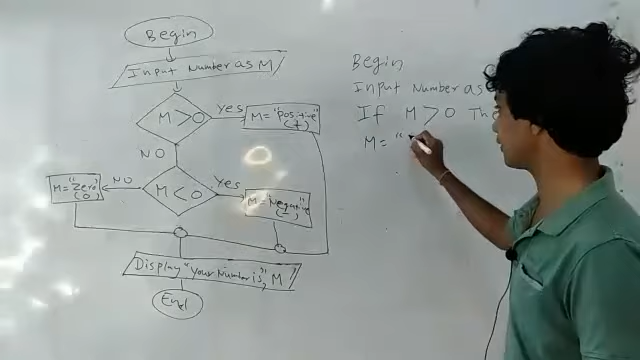 Begin
Input Number as M
M > 0
Yes
M = "Positive"
(+)
NO
M < 0
Yes
M = "Negative"
(-)
NO
M = "Zero"
(0)
Display "Your Number is", M
End
Begin
Input Number as
If M > 0 The
M = "